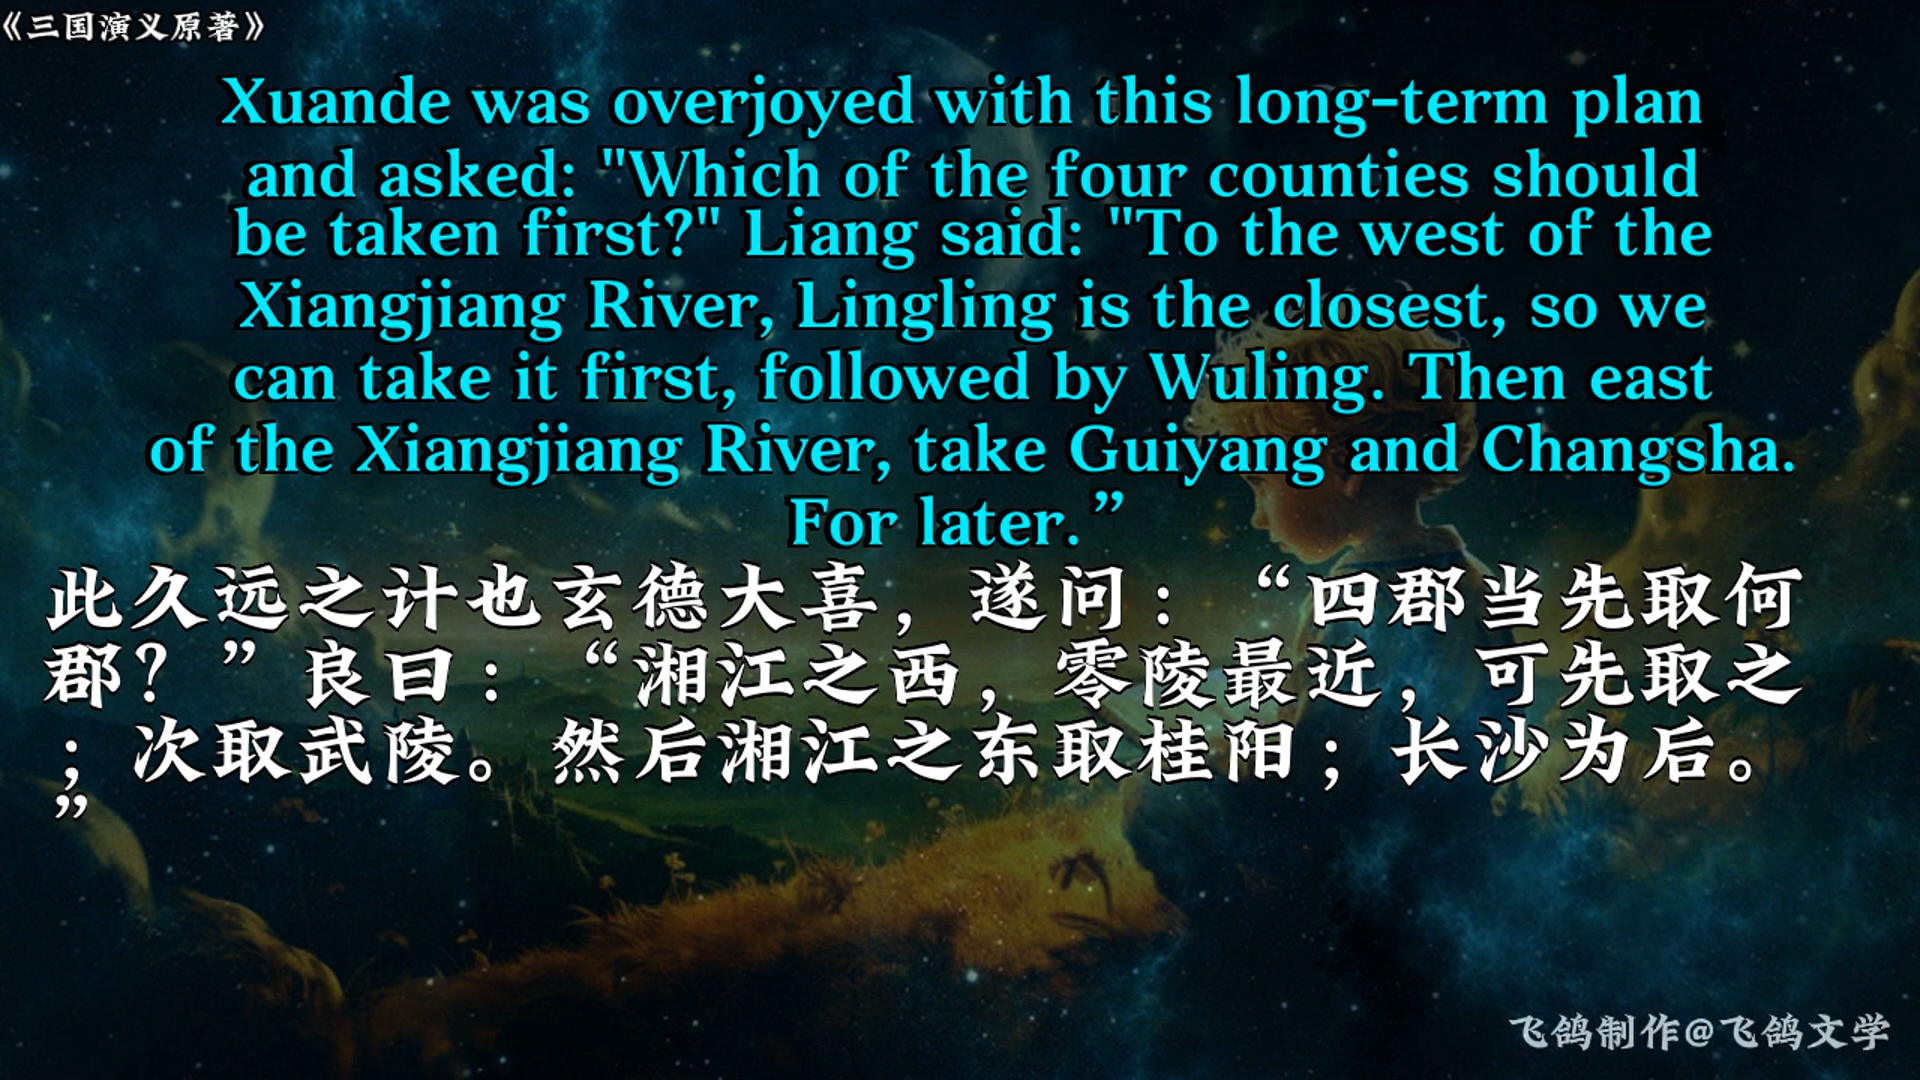 《三国演义原著》
Xuande was overjoyed with this long-term plan
and asked: "Which of the four counties should
be taken first?" Liang said: "To the west of the
Xiangjiang River, Lingling is the closest, so we
can take it first, followed by Wuling. Then east
of the Xiangjiang River, take Guiyang and Changsha.
For later.”
此久远之计也玄德大喜，遂问：“四郡当先取何
郡？”良曰：“湘江之西，零陵最近，可先取之
；次取武陵。然后湘江之东取桂阳；长沙为后。
”
飞鸽制作@飞鸽文学